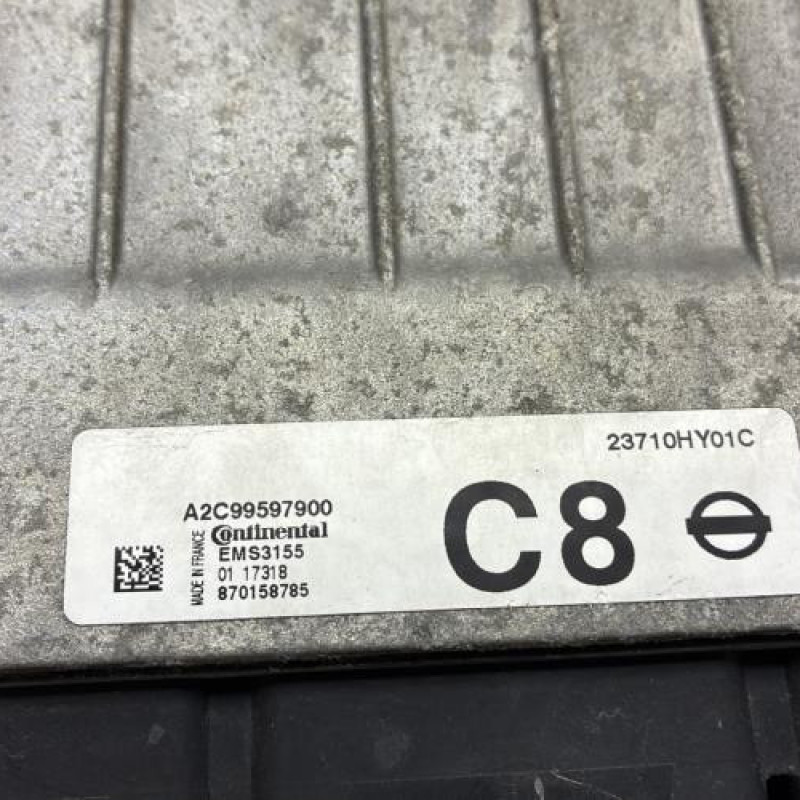 23710HY01C
A2C99597900
Continental
EMS3155
01 17318
870158785
MADE IN FRANCE
C8